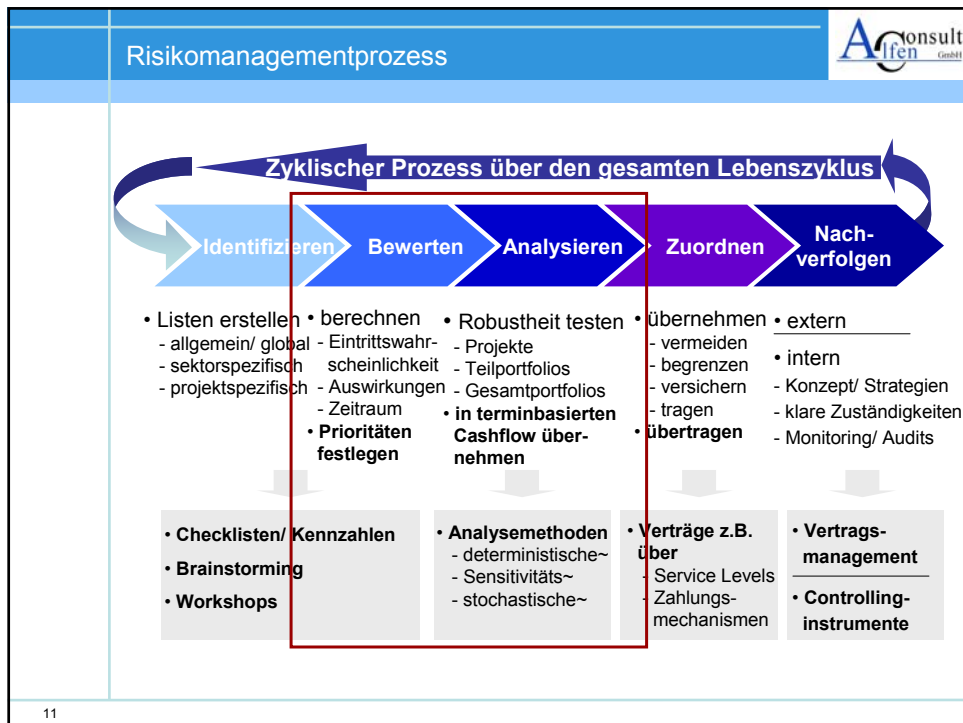 Risikomanagementprozess
Alfen Consult
GmbH
Zyklischer Prozess über den gesamten Lebenszyklus
Identifizieren
Bewerten
Analysieren
Zuordnen
Nach-
verfolgen
• Listen erstellen
- allgemein/ global
- sektorspezifisch
- projektspezifisch
• berechnen
- Eintrittswahr-
scheinlichkeit
- Auswirkungen
- Zeitraum
• Prioritäten
festlegen
• Robustheit testen
- Projekte
- Teilportfolios
- Gesamtportfolios
• in terminbasierten
Cashflow über-
nehmen
• übernehmen
- vermeiden
- begrenzen
- versichern
- tragen
• übertragen
• extern
• intern
- Konzept/ Strategien
- klare Zuständigkeiten
- Monitoring/ Audits
• Checklisten/ Kennzahlen
• Brainstorming
• Workshops
• Analysemethoden
- deterministische~
- Sensitivitäts~
- stochastische~
• Verträge z.B.
über
- Service Levels
- Zahlungs-
mechanismen
• Vertrags-
management
• Controlling-
instrumente
11